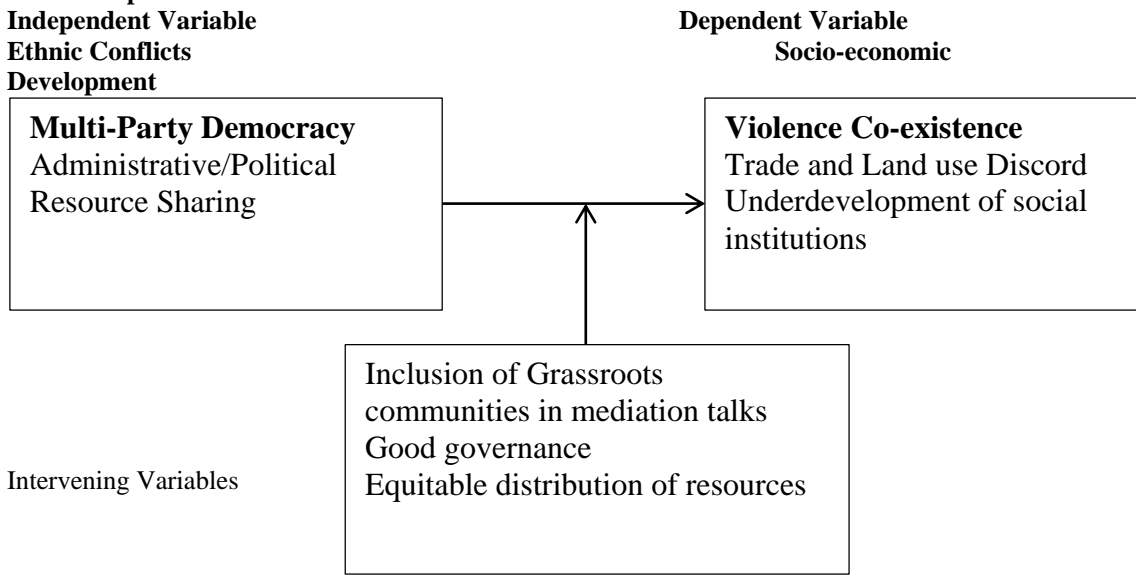 Independent Variable
Dependent Variable
Ethnic Conflicts
Socio-economic
Development
Multi-Party Democracy
Administrative/Political
Resource Sharing
Violence Co-existence
Trade and Land use Discord
Underdevelopment of social
institutions
Inclusion of Grassroots
communities in mediation talks
Good governance
Equitable distribution of resources
Intervening Variables